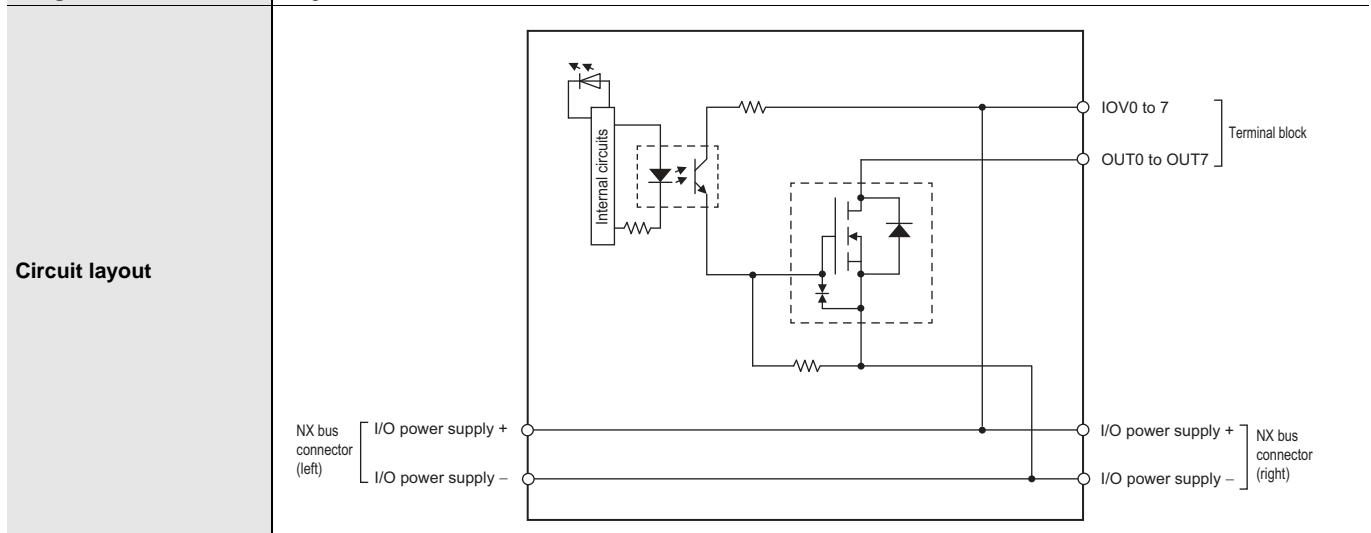 Circuit layout
Internal circuits
IOV0 to 7
OUT0 to OUT7
Terminal block
NX bus
connector
(left)
I/O power supply +
I/O power supply −
I/O power supply +
I/O power supply −
NX bus
connector
(right)